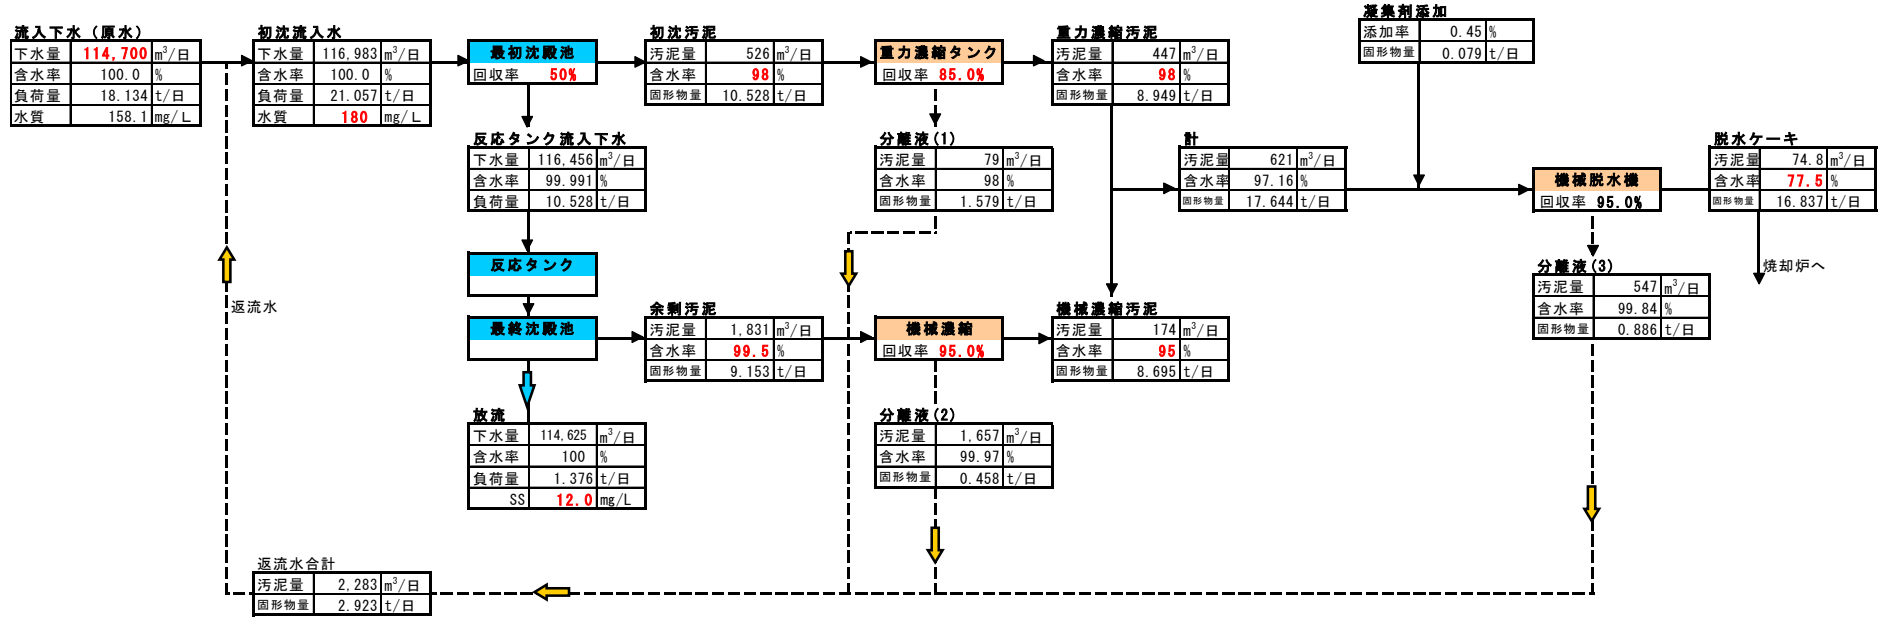 流入下水（原水）
下水量 114,700 m³/日
含水率 100.0 %
負荷量 18.134 t/日
水質 158.1 mg/L
初沈流入水
下水量 116,983 m³/日
含水率 100.0 %
負荷量 21.057 t/日
水質 180 mg/L
最初沈殿池
回収率 50%
初沈汚泥
汚泥量 526 m³/日
含水率 98 %
固形物量 10.528 t/日
重力濃縮タンク
回収率 85.0%
重力濃縮汚泥
汚泥量 447 m³/日
含水率 98 %
固形物量 8.949 t/日
凝集剤添加
添加率 0.45 %
固形物量 0.079 t/日
反応タンク流入下水
下水量 116,456 m³/日
含水率 99.991 %
負荷量 10.528 t/日
分離液(1)
汚泥量 79 m³/日
含水率 98 %
固形物量 1.579 t/日
計
汚泥量 621 m³/日
含水率 97.16 %
固形物量 17.644 t/日
機械脱水機
回収率 95.0%
脱水ケーキ
汚泥量 74.8 m³/日
含水率 77.5 %
固形物量 16.837 t/日
焼却炉へ
反応タンク
分離液(3)
汚泥量 547 m³/日
含水率 99.84 %
固形物量 0.886 t/日
返流水
最終沈殿池
余剰汚泥
汚泥量 1,831 m³/日
含水率 99.5 %
固形物量 9.153 t/日
機械濃縮
回収率 95.0%
機械濃縮汚泥
汚泥量 174 m³/日
含水率 95 %
固形物量 8.695 t/日
放流
下水量 114,625 m³/日
含水率 100 %
負荷量 1.376 t/日
SS 12.0 mg/L
分離液(2)
汚泥量 1,657 m³/日
含水率 99.97 %
固形物量 0.458 t/日
返流水合計
汚泥量 2,283 m³/日
固形物量 2.923 t/日